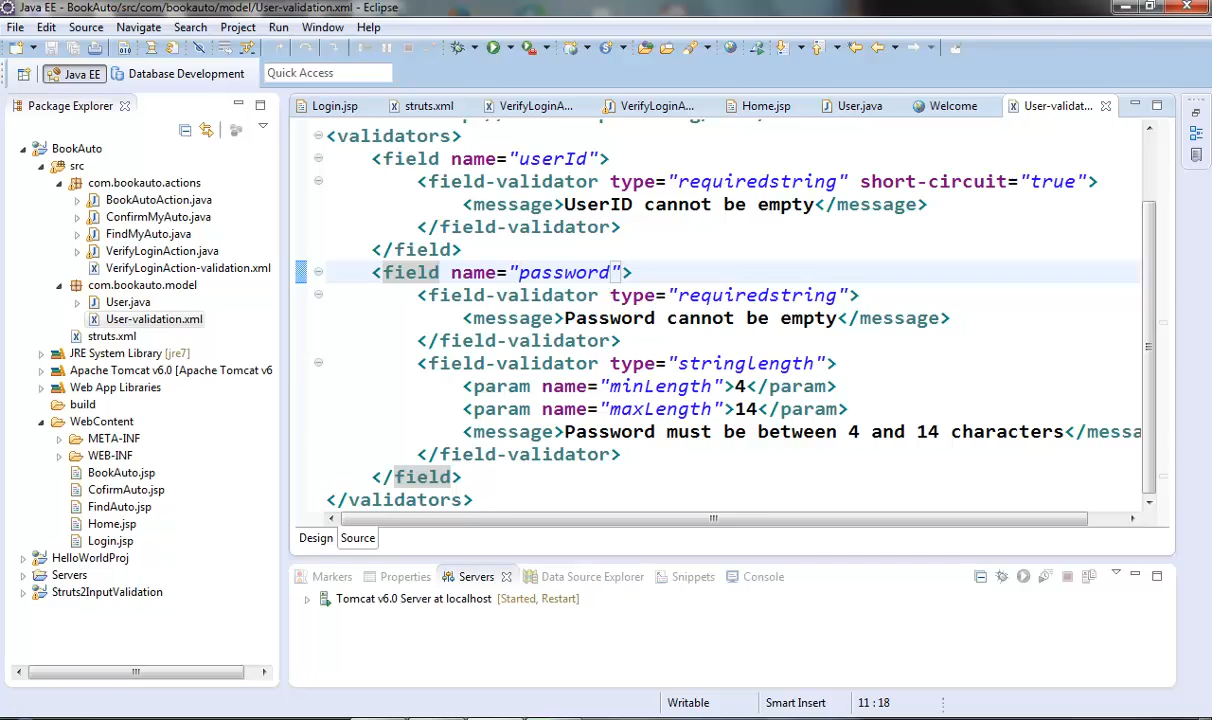 Java EE - BookAuto/src/com/bookauto/model/User-validation.xml - Eclipse
File Edit Source Navigate Search Project Run Window Help
Java EE Database Development Quick Access
Package Explorer
Login.jsp struts.xml VerifyLoginA... VerifyLoginA... Home.jsp User.java Welcome User-validat...
BookAuto
src
com.bookauto.actions
BookAutoAction.java
ConfirmMyAuto.java
FindMyAuto.java
VerifyLoginAction.java
VerifyLoginAction-validation.xml
com.bookauto.model
User.java
User-validation.xml
struts.xml
JRE System Library [jre7]
Apache Tomcat v6.0 [Apache Tomcat v6
Web App Libraries
build
WebContent
META-INF
WEB-INF
BookAuto.jsp
CofirmAuto.jsp
FindAuto.jsp
Home.jsp
Login.jsp
HelloWorldProj
Servers
Struts2InputValidation
<validators>
<field name="userId">
<field-validator type="requiredstring" short-circuit="true">
<message>UserID cannot be empty</message>
</field-validator>
</field>
<field name="password">
<field-validator type="requiredstring">
<message>Password cannot be empty</message>
</field-validator>
<field-validator type="stringlength">
<param name="minLength">4</param>
<param name="maxLength">14</param>
<message>Password must be between 4 and 14 characters</messa
</field-validator>
</field>
</validators>
Design Source
Markers Properties Servers Data Source Explorer Snippets Console
Tomcat v6.0 Server at localhost [Started, Restart]
Writable Smart Insert 11 : 18